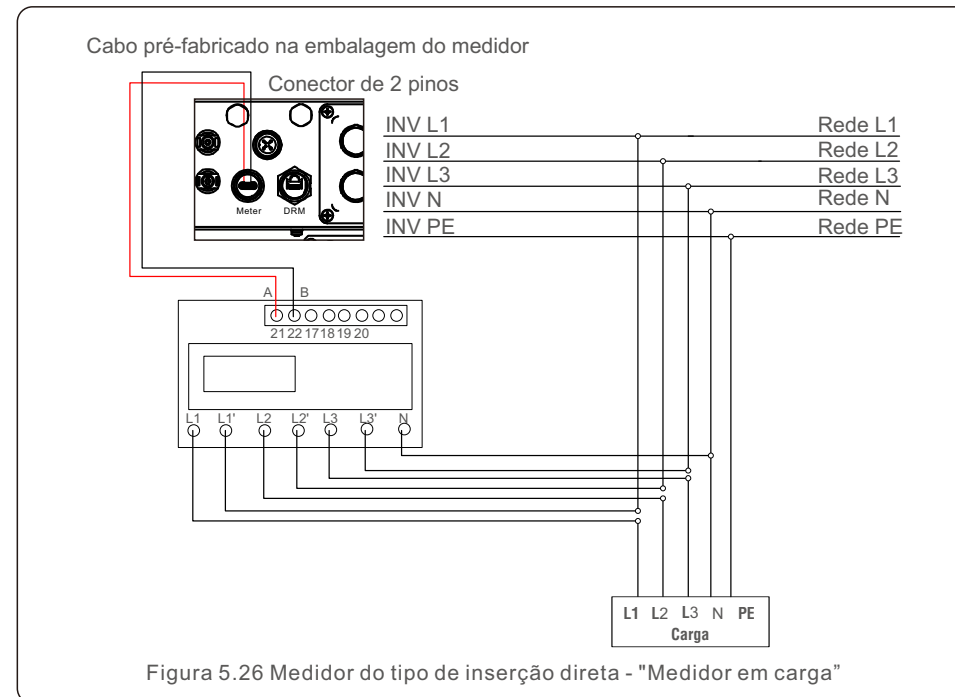 Cabo pré-fabricado na embalagem do medidor
Conector de 2 pinos
INV L1 Rede L1
INV L2 Rede L2
INV L3 Rede L3
INV N Rede N
INV PE Rede PE
Meter DRM
A B
21 22 17 18 19 20
L1 L1' L2 L2' L3 L3' N
L1 L2 L3 N PE
Carga
Figura 5.26 Medidor do tipo de inserção direta - "Medidor em carga”